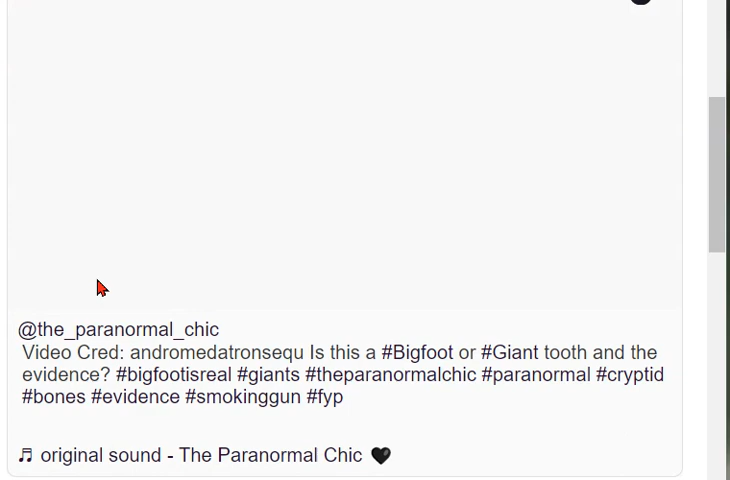 @the_paranormal_chic
Video Cred: andromedatronsequ Is this a #Bigfoot or #Giant tooth and the
evidence? #bigfootisreal #giants #theparanormalchic #paranormal #cryptid
#bones #evidence #smokinggun #fyp
♬ original sound - The Paranormal Chic 🖤